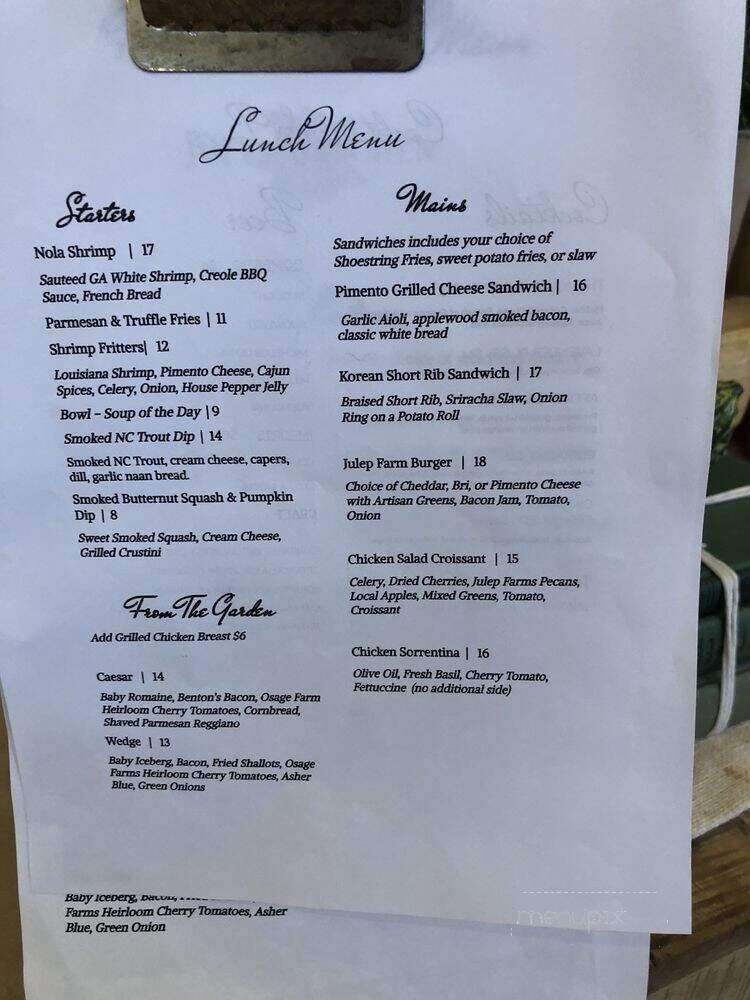 Lunch Menu
Starters
Nola Shrimp | 17
Sauteed GA White Shrimp, Creole BBQ
Sauce, French Bread
Parmesan & Truffle Fries | 11
Shrimp Fritters| 12
Louisiana Shrimp, Pimento Cheese, Cajun
Spices, Celery, Onion, House Pepper Jelly
Bowl – Soup of the Day |9
Smoked NC Trout Dip | 14
Smoked NC Trout, cream cheese, capers,
dill, garlic naan bread.
Smoked Butternut Squash & Pumpkin
Dip | 8
Sweet Smoked Squash, Cream Cheese,
Grilled Crustini
From The Garden
Add Grilled Chicken Breast $6
Caesar | 14
Baby Romaine, Benton's Bacon, Osage Farm
Heirloom Cherry Tomatoes, Cornbread,
Shaved Parmesan Reggiano
Wedge | 13
Baby Iceberg, Bacon, Fried Shallots, Osage
Farms Heirloom Cherry Tomatoes, Asher
Blue, Green Onions
Mains
Sandwiches includes your choice of
Shoestring Fries, sweet potato fries, or slaw
Pimento Grilled Cheese Sandwich | 16
Garlic Aioli, applewood smoked bacon,
classic white bread
Korean Short Rib Sandwich | 17
Braised Short Rib, Sriracha Slaw, Onion
Ring on a Potato Roll
Julep Farm Burger | 18
Choice of Cheddar, Bri, or Pimento Cheese
with Artisan Greens, Bacon Jam, Tomato,
Onion
Chicken Salad Croissant | 15
Celery, Dried Cherries, Julep Farms Pecans,
Local Apples, Mixed Greens, Tomato,
Croissant
Chicken Sorrentina | 16
Olive Oil, Fresh Basil, Cherry Tomato,
Fettuccine (no additional side)
Baby Iceberg, Bacon,
Farms Heirloom Cherry Tomatoes, Asher
Blue, Green Onion
menupix